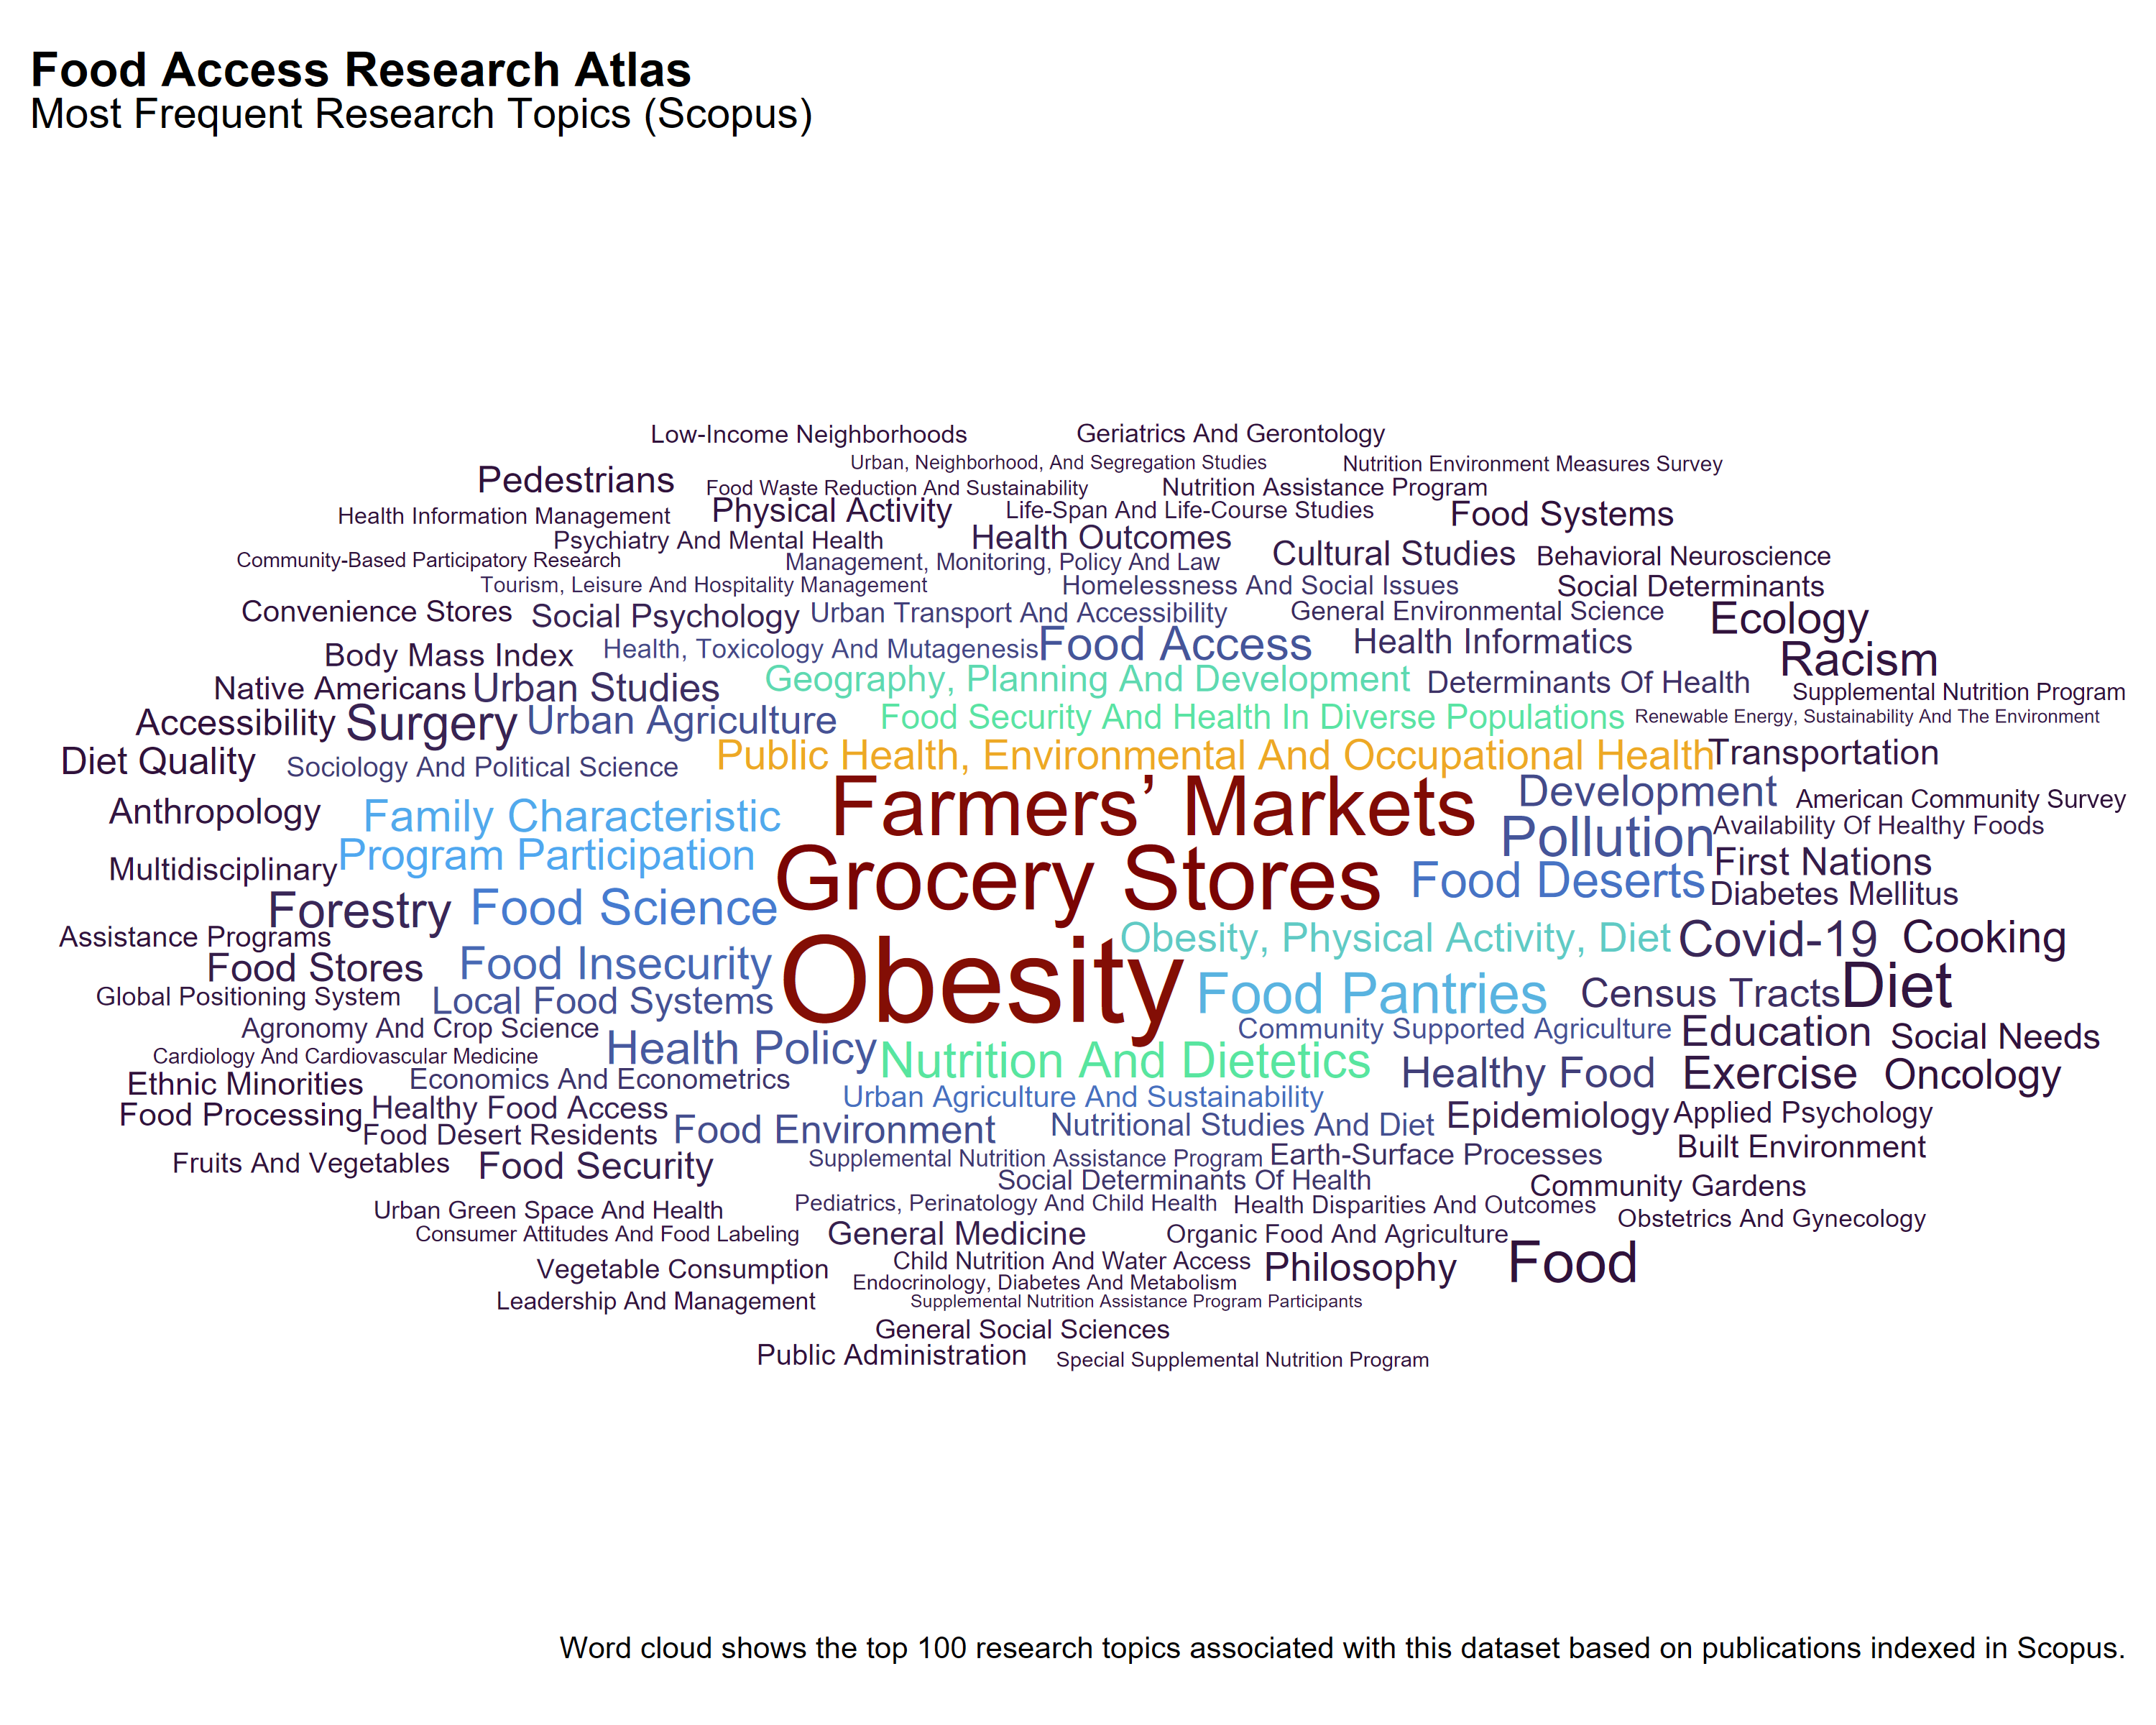 Food Access Research Atlas
Most Frequent Research Topics (Scopus)
Low-Income Neighborhoods
Geriatrics And Gerontology
Urban, Neighborhood, And Segregation Studies
Nutrition Environment Measures Survey
Pedestrians
Food Waste Reduction And Sustainability
Nutrition Assistance Program
Health Information Management
Physical Activity
Life-Span And Life-Course Studies
Food Systems
Psychiatry And Mental Health
Health Outcomes
Cultural Studies
Behavioral Neuroscience
Community-Based Participatory Research
Management, Monitoring, Policy And Law
Tourism, Leisure And Hospitality Management
Homelessness And Social Issues
Social Determinants
Convenience Stores
Social Psychology
Urban Transport And Accessibility
General Environmental Science
Ecology
Body Mass Index
Health, Toxicology And Mutagenesis
Food Access
Health Informatics
Racism
Native Americans
Urban Studies
Geography, Planning And Development
Determinants Of Health
Supplemental Nutrition Program
Accessibility
Surgery
Urban Agriculture
Food Security And Health In Diverse Populations
Renewable Energy, Sustainability And The Environment
Diet Quality
Sociology And Political Science
Public Health, Environmental And Occupational Health
Transportation
Anthropology
Family Characteristic
Farmers’ Markets
Development
American Community Survey
Pollution
Availability Of Healthy Foods
Multidisciplinary
Program Participation
Grocery Stores
Food Deserts
First Nations
Diabetes Mellitus
Forestry
Food Science
Obesity, Physical Activity, Diet
Covid-19
Cooking
Assistance Programs
Food Stores
Food Insecurity
Obesity
Food Pantries
Census Tracts
Diet
Global Positioning System
Local Food Systems
Agronomy And Crop Science
Community Supported Agriculture
Education
Social Needs
Cardiology And Cardiovascular Medicine
Health Policy
Nutrition And Dietetics
Healthy Food
Exercise
Oncology
Ethnic Minorities
Economics And Econometrics
Urban Agriculture And Sustainability
Food Processing
Healthy Food Access
Food Desert Residents
Food Environment
Nutritional Studies And Diet
Epidemiology
Applied Psychology
Built Environment
Fruits And Vegetables
Food Security
Supplemental Nutrition Assistance Program
Earth-Surface Processes
Social Determinants Of Health
Community Gardens
Urban Green Space And Health
Pediatrics, Perinatology And Child Health
Health Disparities And Outcomes
Obstetrics And Gynecology
Consumer Attitudes And Food Labeling
General Medicine
Organic Food And Agriculture
Vegetable Consumption
Child Nutrition And Water Access
Philosophy
Food
Endocrinology, Diabetes And Metabolism
Leadership And Management
Supplemental Nutrition Assistance Program Participants
General Social Sciences
Public Administration
Special Supplemental Nutrition Program
Word cloud shows the top 100 research topics associated with this dataset based on publications indexed in Scopus.